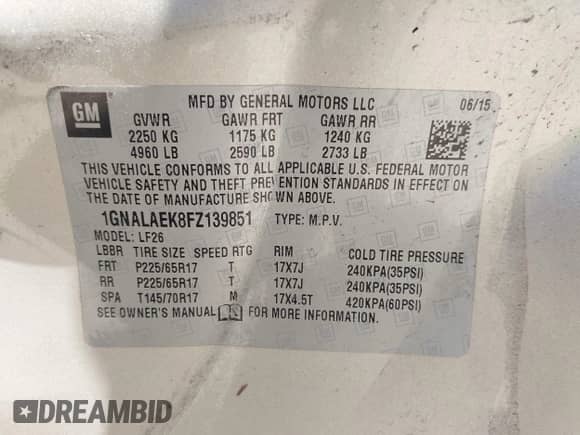 GM
MFD BY GENERAL MOTORS LLC 06/15
GVWR GAWR FRT GAWR RR
2250 KG 1175 KG 1240 KG
4960 LB 2590 LB 2733 LB
THIS VEHICLE CONFORMS TO ALL APPLICABLE U.S. FEDERAL MOTOR
VEHICLE SAFETY AND THEFT PREVENTION STANDARDS IN EFFECT ON
THE DATE OF MANUFACTURE SHOWN ABOVE.
1GNALAEK8FZ139851 TYPE: M.P.V.
MODEL: LF26
LBBR TIRE SIZE SPEED RTG RIM COLD TIRE PRESSURE
FRT P225/65R17 T 17X7J 240KPA(35PSI)
RR P225/65R17 T 17X7J 240KPA(35PSI)
SPA T145/70R17 M 17X4.5T 420KPA(60PSI)
SEE OWNER'S MANUAL FOR MORE INFORMATION
DREAMBID